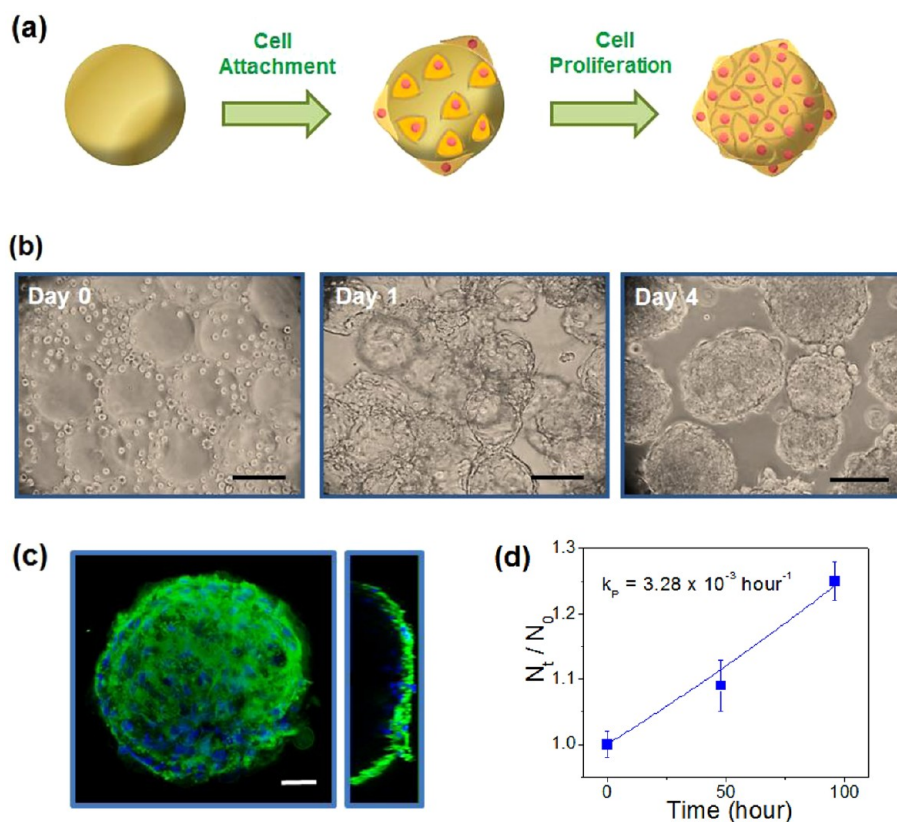 (a)
Cell
Attachment
Cell
Proliferation
(b)
Day 0
Day 1
Day 4
(c)
(d)
1.3
1.2
1.1
1.0
N_t / N_0
k_P = 3.28 x 10⁻³ hour⁻¹
0
50
100
Time (hour)